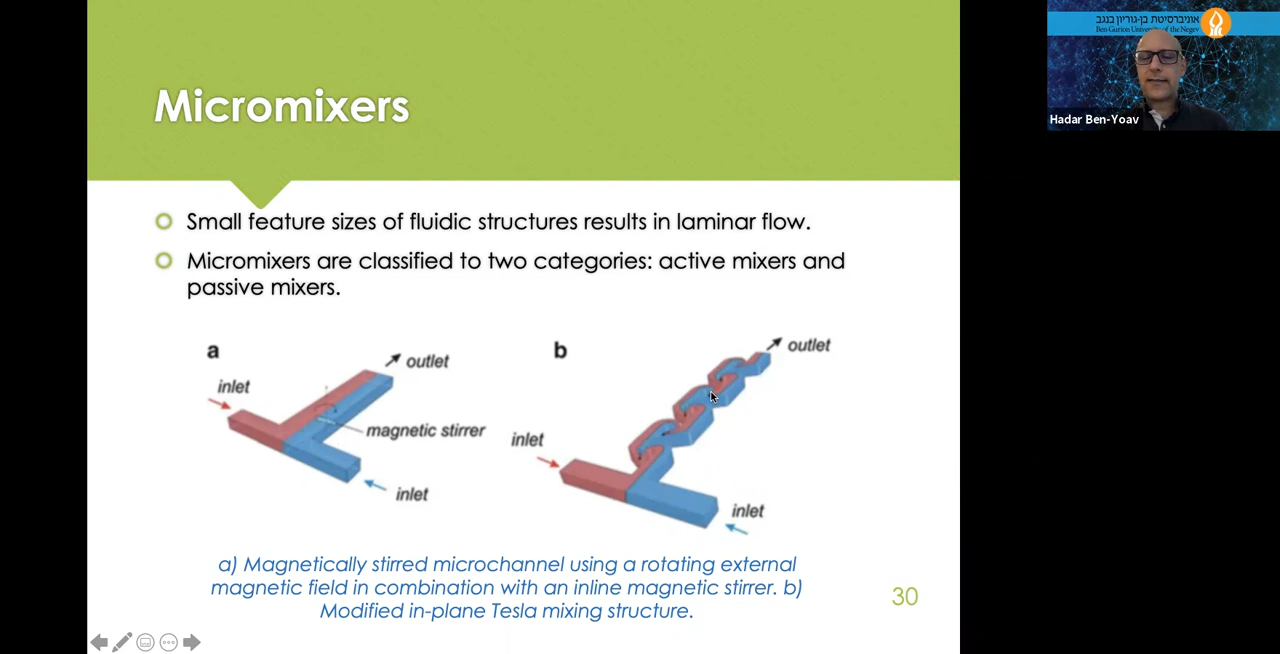 Micromixers
Small feature sizes of fluidic structures results in laminar flow.
Micromixers are classified to two categories: active mixers and
passive mixers.
a
outlet
inlet
magnetic stirrer
inlet
b
outlet
inlet
inlet
a) Magnetically stirred microchannel using a rotating external
magnetic field in combination with an inline magnetic stirrer. b)
Modified in-plane Tesla mixing structure.
30
אוניברסיטת בן-גוריון בנגב
Ben-Gurion University of the Negev
Hadar Ben-Yoav